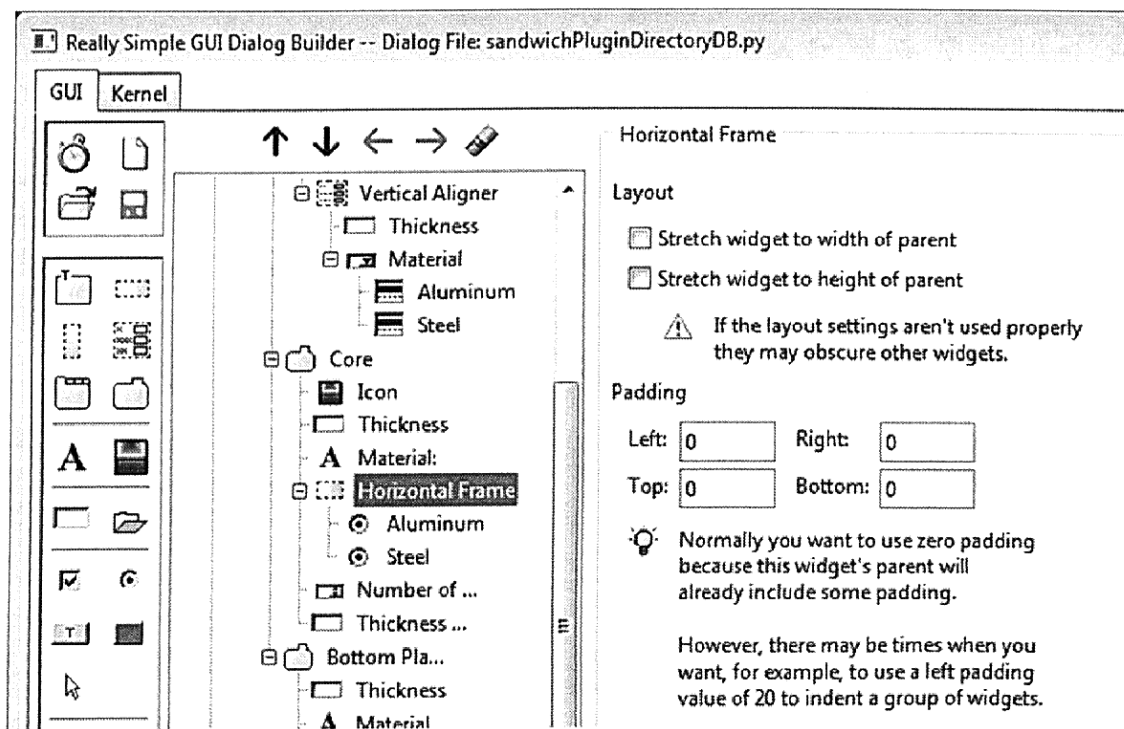 Really Simple GUI Dialog Builder -- Dialog File: sandwichPluginDirectoryDB.py
GUI
Kernel
Vertical Aligner
Thickness
Material
Aluminum
Steel
Core
Icon
Thickness
A Material:
Horizontal Frame
Aluminum
Steel
Number of ...
Thickness ...
Bottom Pla...
Thickness
A Material
T
A
T
Horizontal Frame
Layout
Stretch widget to width of parent
Stretch widget to height of parent
If the layout settings aren't used properly
they may obscure other widgets.
Padding
Left: 0 Right: 0
Top: 0 Bottom: 0
Normally you want to use zero padding
because this widget's parent will
already include some padding.
However, there may be times when you
want, for example, to use a left padding
value of 20 to indent a group of widgets.